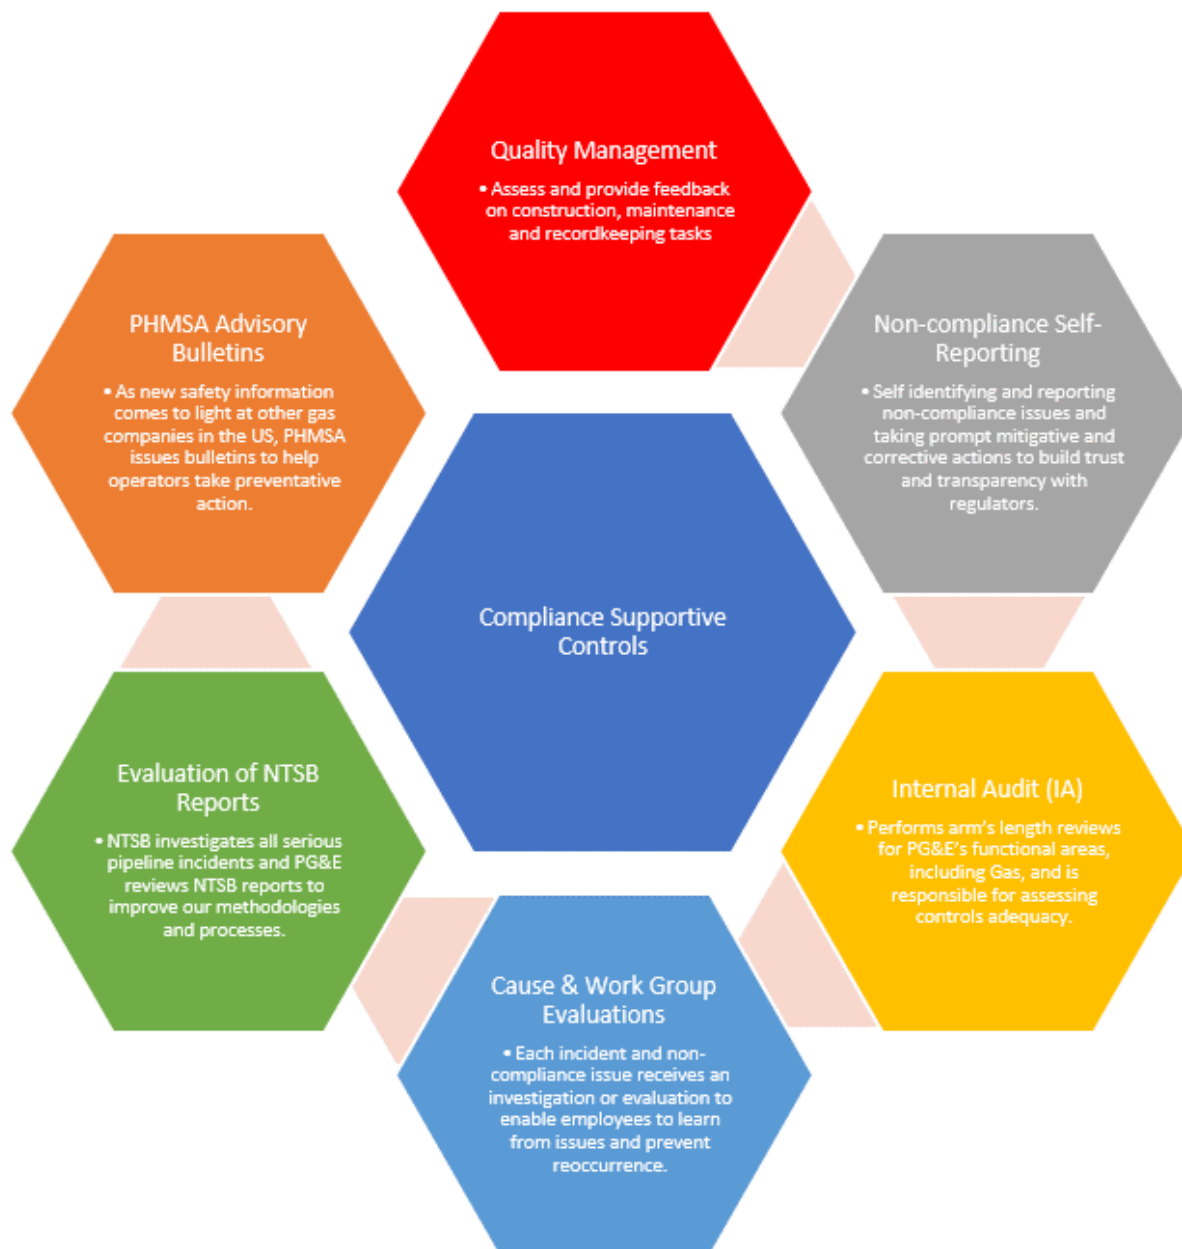 Quality Management
• Assess and provide feedback
on construction, maintenance
and recordkeeping tasks
Non-compliance Self-
Reporting
• Self identifying and reporting
non-compliance issues and
taking prompt mitigative and
corrective actions to build trust
and transparency with
regulators.
Internal Audit (IA)
• Performs arm's length reviews
for PG&E's functional areas,
including Gas, and is
responsible for assessing
controls adequacy.
Cause & Work Group
Evaluations
• Each incident and non-
compliance issue receives an
investigation or evaluation to
enable employees to learn
from issues and prevent
reoccurrence.
Evaluation of NTSB
Reports
• NTSB investigates all serious
pipeline incidents and PG&E
reviews NTSB reports to
improve our methodologies
and processes.
PHMSA Advisory
Bulletins
• As new safety information
comes to light at other gas
companies in the US, PHMSA
issues bulletins to help
operators take preventative
action.
Compliance Supportive
Controls